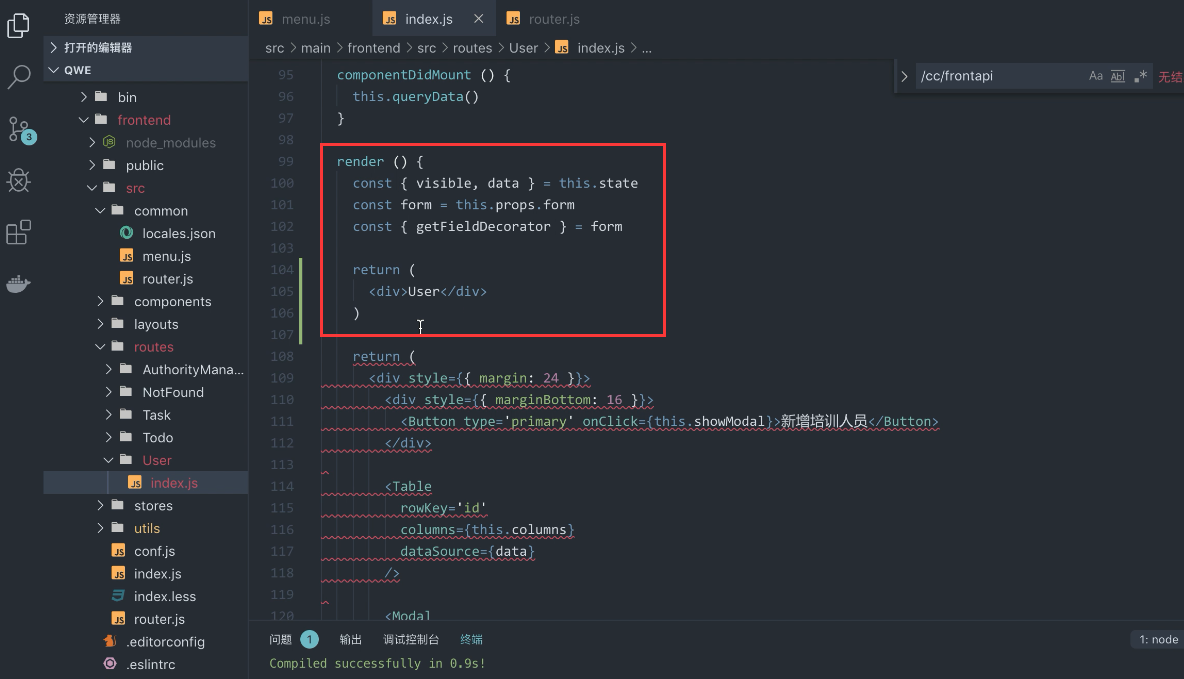 资源管理器
打开的编辑器
QWE
bin
frontend
node_modules
public
src
common
locales.json
menu.js
router.js
components
layouts
routes
AuthorityMana...
NotFound
Task
Todo
User
index.js
stores
utils
conf.js
index.js
index.less
router.js
.editorconfig
.eslintrc
3
JS menu.js JS index.js JS router.js
src > main > frontend > src > routes > User > JS index.js > ...
/cc/frontapi Aa Abl .* 无结
95 componentDidMount () {
96 this.queryData()
97 }
98
99 render () {
100 const { visible, data } = this.state
101 const form = this.props.form
102 const { getFieldDecorator } = form
103
104 return (
105 <div>User</div>
106 )
107
108 return (
109 <div style={{ margin: 24 }}>
110 <div style={{ marginBottom: 16 }}>
111 <Button type='primary' onClick={this.showModal}>新增培训人员</Button>
112 </div>
113
114 <Table
115 rowKey='id'
116 columns={this.columns}
117 dataSource={data}
118 />
119
120 <Modal
问题 1 输出 调试控制台 终端 1: node
Compiled successfully in 0.9s!